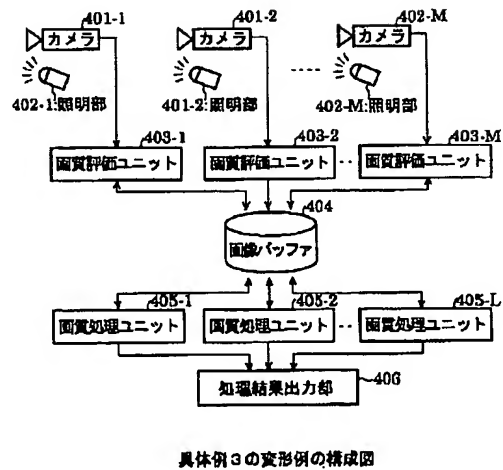 401-1 401-2 402-M
カメラ カメラ カメラ
402-1:照明部 401-2:照明部 402-M:照明部
403-1 403-2 403-M
画質評価ユニット 画質評価ユニット 画質評価ユニット
404
画像バッファ
405-1 405-2 405-L
画質処理ユニット 画質処理ユニット 画質処理ユニット
処理結果出力部 406
具体例3の変形例の構成図